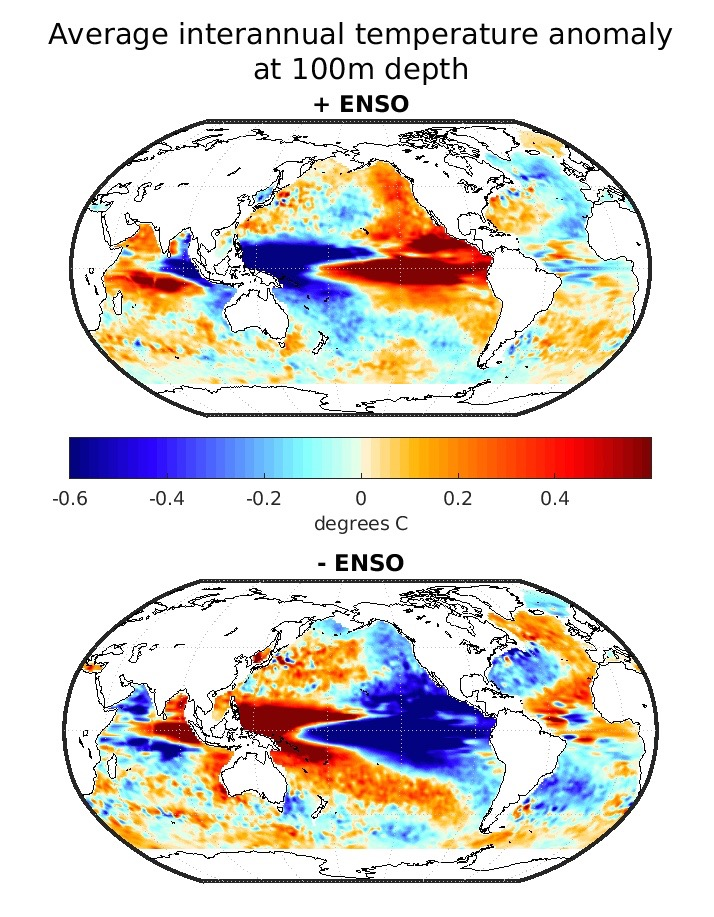 Average interannual temperature anomaly
at 100m depth
+ ENSO
-0.6 -0.4 -0.2 0 0.2 0.4
degrees C
- ENSO